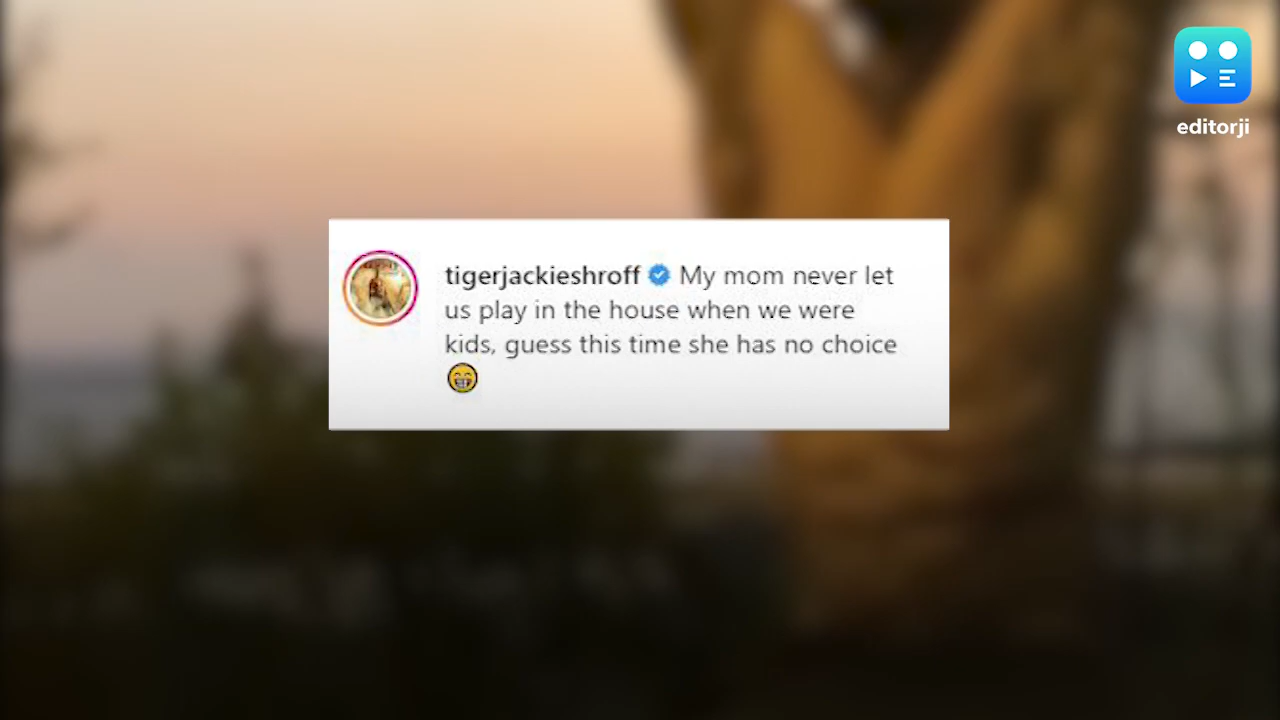 editorji
tigerjackieshroff My mom never let
us play in the house when we were
kids, guess this time she has no choice
😁